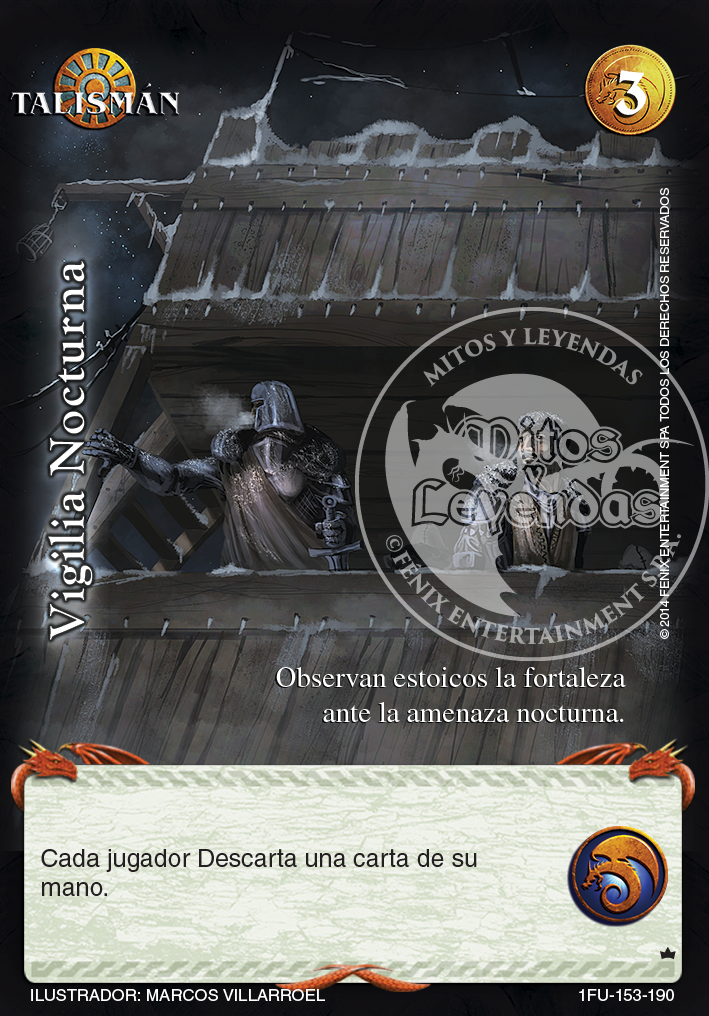 TALISMÁN
3
Vigilia Nocturna
© 2014 FENIX ENTERTAINMENT SPA TODOS LOS DERECHOS RESERVADOS
MITOS Y LEYENDAS
Mitos
y
Leyendas
© FÉNIX ENTERTAINMENT S.P.A.
Observan estoicos la fortaleza
ante la amenaza nocturna.
Cada jugador Descarta una carta de su
mano.
ILUSTRADOR: MARCOS VILLARROEL
1FU-153-190